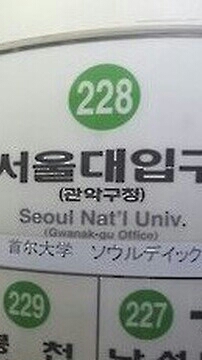 228
서울대입구
(관악구청)
Seoul Nat'l Univ.
(Gwanak-gu Office)
首尔大学 ソウルデイック
229
227
천